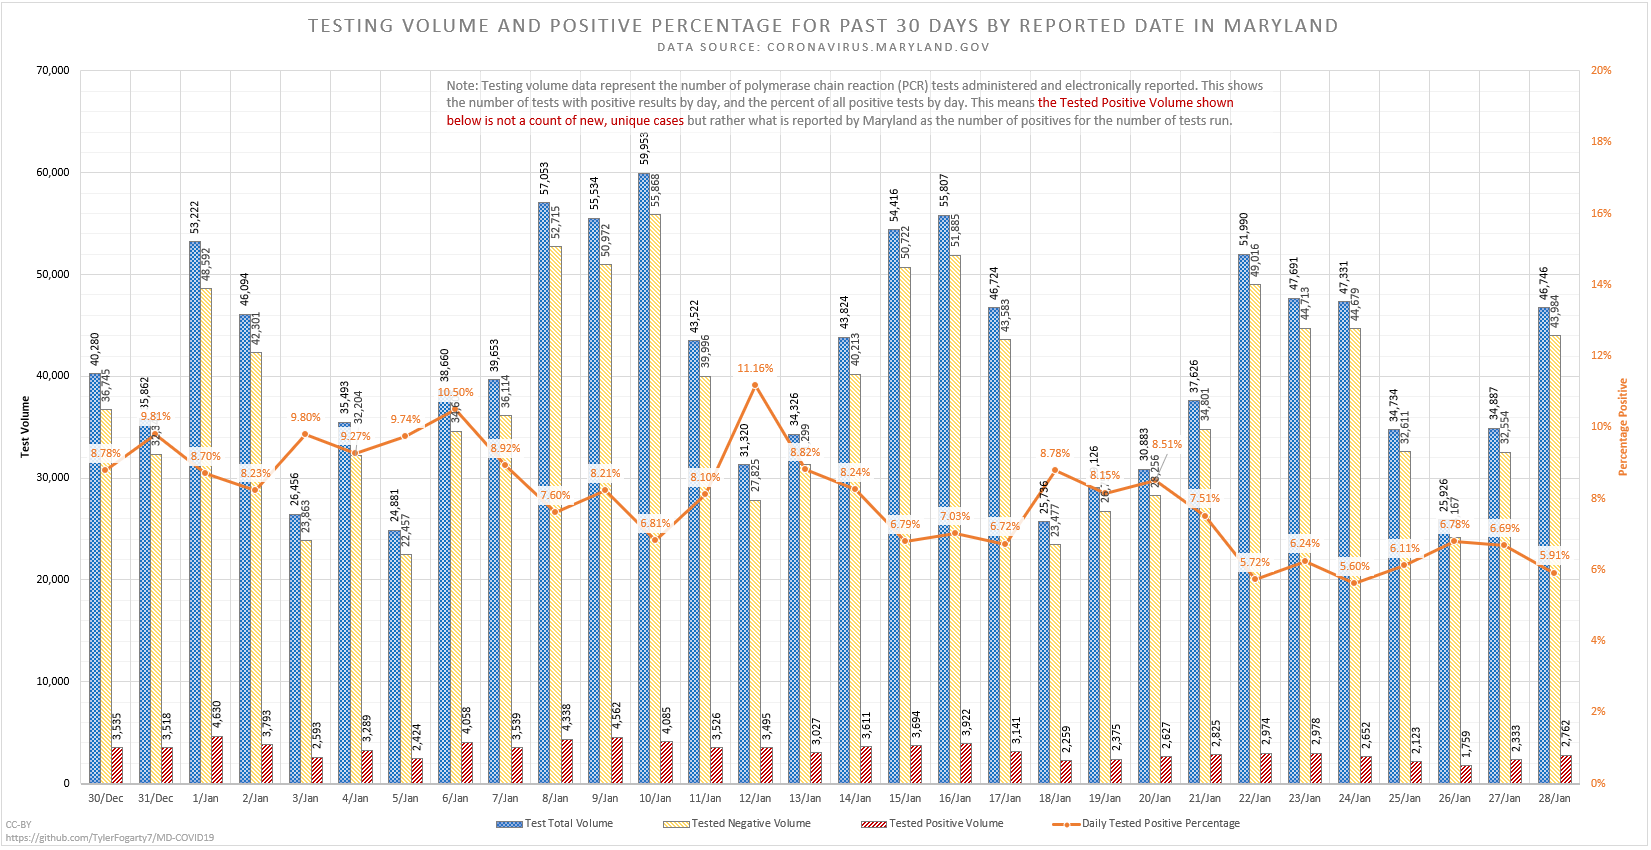 TESTING VOLUME AND POSITIVE PERCENTAGE FOR PAST 30 DAYS BY REPORTED DATE IN MARYLAND
DATA SOURCE: CORONAVIRUS.MARYLAND.GOV
Note: Testing volume data represent the number of polymerase chain reaction (PCR) tests administered and electronically reported. This shows
the number of tests with positive results by day, and the percent of all positive tests by day. This means the Tested Positive Volume shown
below is not a count of new, unique cases but rather what is reported by Maryland as the number of positives for the number of tests run.
Test Volume
70,000
60,000
50,000
40,000
30,000
20,000
10,000
0
Percentage Positive
20%
18%
16%
14%
12%
10%
8%
6%
4%
2%
0%
40,280 36,745 8.78% 3,535
35,862 9.81% 3,518
53,222 48,592 8.70% 4,630
46,094 42,301 8.23% 3,793
26,456 23,863 9.80% 2,593
35,493 32,204 9.27% 3,289
24,881 22,457 9.74% 2,424
38,660 10.50% 4,058
39,653 36,114 8.92% 3,539
57,053 52,715 7.60% 4,338
55,534 50,972 8.21% 4,562
59,953 55,868 6.81% 4,085
43,522 39,996 8.10% 3,526
31,320 27,825 11.16% 3,495
34,326 8.82% 3,027
43,824 40,213 8.24% 3,611
54,416 50,722 6.79% 3,694
55,807 51,885 7.03% 3,922
46,724 43,583 6.72% 3,141
25,736 23,477 8.78% 2,259
8.15% 2,375
30,883 28,256 8.51% 2,627
37,626 34,801 7.51% 2,825
51,990 49,016 5.72% 2,974
47,691 44,713 6.24% 2,978
47,331 44,679 5.60% 2,652
34,734 32,611 6.11% 2,123
25,926 6.78% 1,759
34,887 32,554 6.69% 2,333
46,746 43,984 5.91% 2,762
30/Dec 31/Dec 1/Jan 2/Jan 3/Jan 4/Jan 5/Jan 6/Jan 7/Jan 8/Jan 9/Jan 10/Jan 11/Jan 12/Jan 13/Jan 14/Jan 15/Jan 16/Jan 17/Jan 18/Jan 19/Jan 20/Jan 21/Jan 22/Jan 23/Jan 24/Jan 25/Jan 26/Jan 27/Jan 28/Jan
Test Total Volume Tested Negative Volume Tested Positive Volume Daily Tested Positive Percentage
CC-BY
https://github.com/TylerFogarty7/MD-COVID19